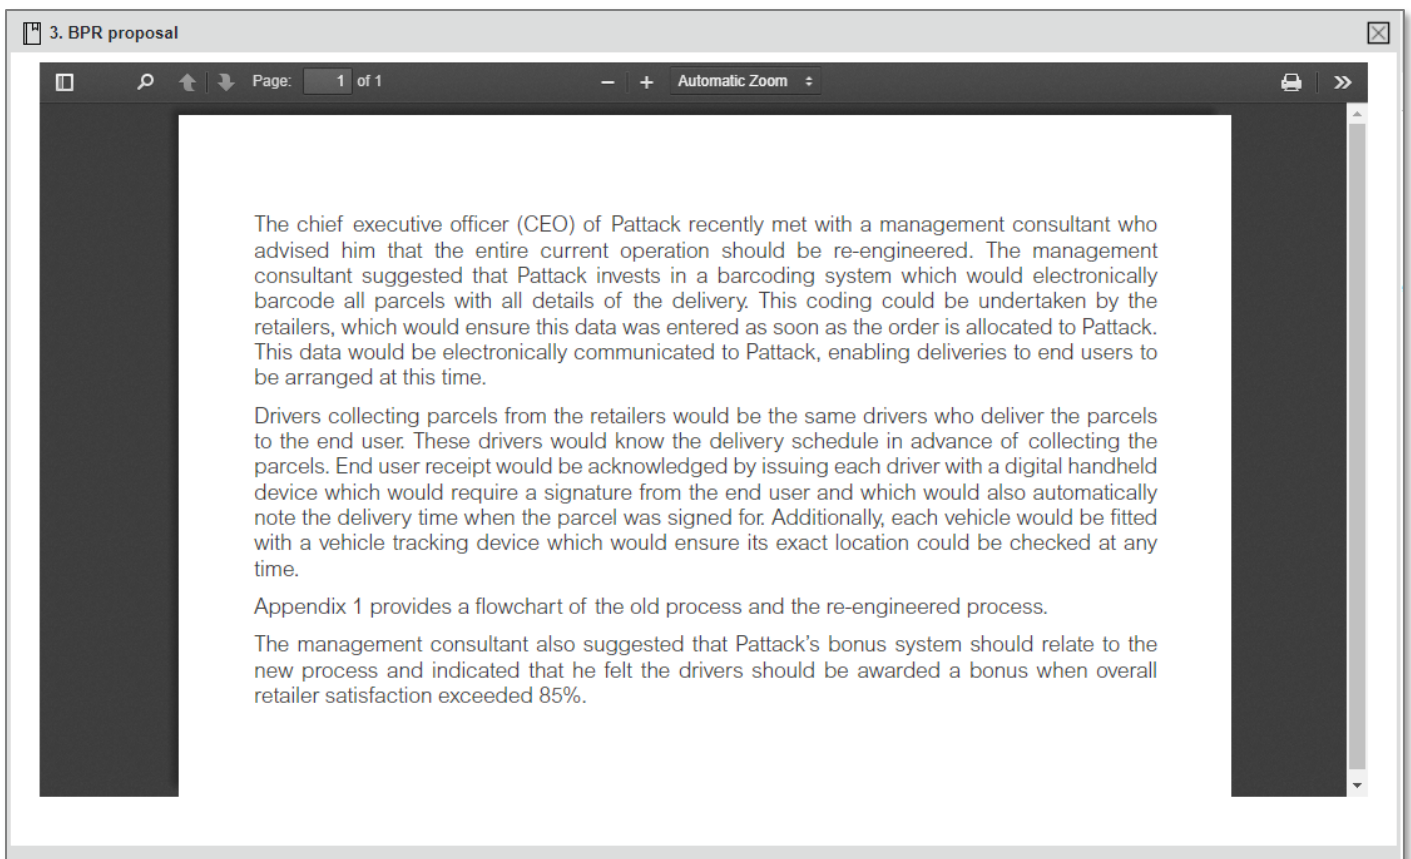 3. BPR proposal
Page: 1 of 1
Automatic Zoom
The chief executive officer (CEO) of Pattack recently met with a management consultant who
advised him that the entire current operation should be re-engineered. The management
consultant suggested that Pattack invests in a barcoding system which would electronically
barcode all parcels with all details of the delivery. This coding could be undertaken by the
retailers, which would ensure this data was entered as soon as the order is allocated to Pattack.
This data would be electronically communicated to Pattack, enabling deliveries to end users to
be arranged at this time.
Drivers collecting parcels from the retailers would be the same drivers who deliver the parcels
to the end user. These drivers would know the delivery schedule in advance of collecting the
parcels. End user receipt would be acknowledged by issuing each driver with a digital handheld
device which would require a signature from the end user and which would also automatically
note the delivery time when the parcel was signed for. Additionally, each vehicle would be fitted
with a vehicle tracking device which would ensure its exact location could be checked at any
time.
Appendix 1 provides a flowchart of the old process and the re-engineered process.
The management consultant also suggested that Pattack’s bonus system should relate to the
new process and indicated that he felt the drivers should be awarded a bonus when overall
retailer satisfaction exceeded 85%.